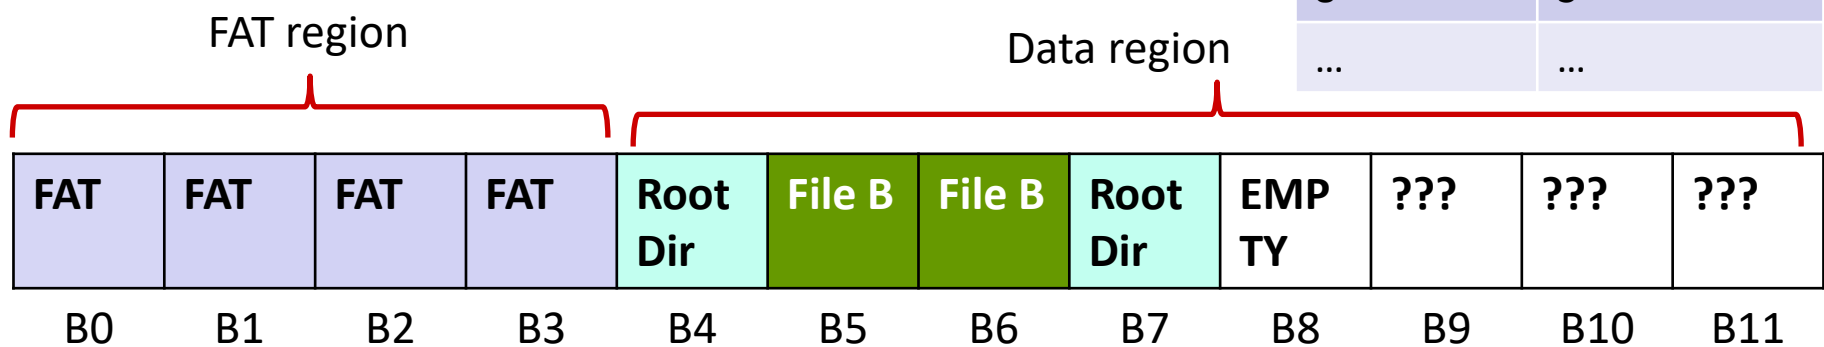 FAT region
Data region
… …
FAT FAT FAT FAT Root Dir File B File B Root Dir EMP TY ??? ??? ???
B0 B1 B2 B3 B4 B5 B6 B7 B8 B9 B10 B11